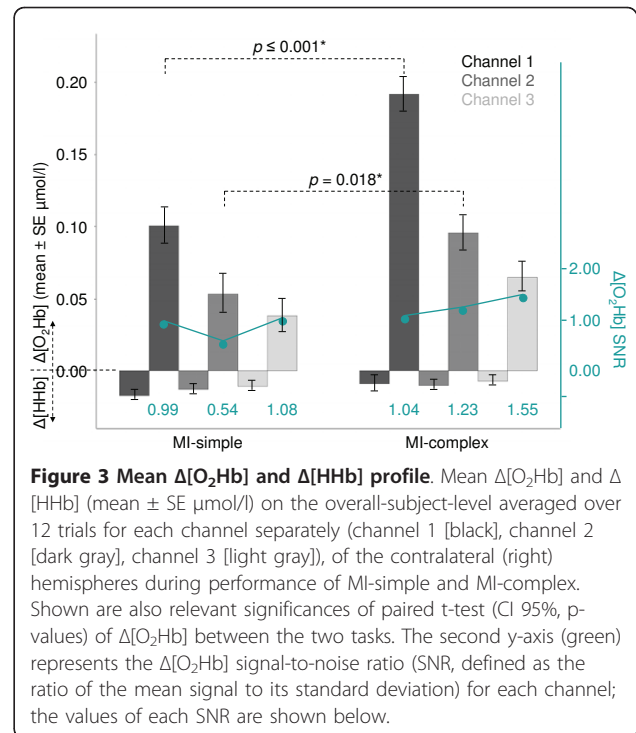 p ≤ 0.001*
Channel 1
Channel 2
Channel 3
0.20
0.15
p = 0.018*
0.10
0.05
0.00
Δ[HHb] Δ[O₂Hb] (mean ± SE μmol/l)
2.00
1.00
0.00
-
Δ[O₂Hb] SNR
0.99 0.54 1.08 1.04 1.23 1.55
MI-simple MI-complex
Figure 3 Mean Δ[O₂Hb] and Δ[HHb] profile. Mean Δ[O₂Hb] and Δ
[HHb] (mean ± SE μmol/l) on the overall-subject-level averaged over
12 trials for each channel separately (channel 1 [black], channel 2
[dark gray], channel 3 [light gray]), of the contralateral (right)
hemispheres during performance of MI-simple and MI-complex.
Shown are also relevant significances of paired t-test (CI 95%, p-
values) of Δ[O₂Hb] between the two tasks. The second y-axis (green)
represents the Δ[O₂Hb] signal-to-noise ratio (SNR, defined as the
ratio of the mean signal to its standard deviation) for each channel;
the values of each SNR are shown below.